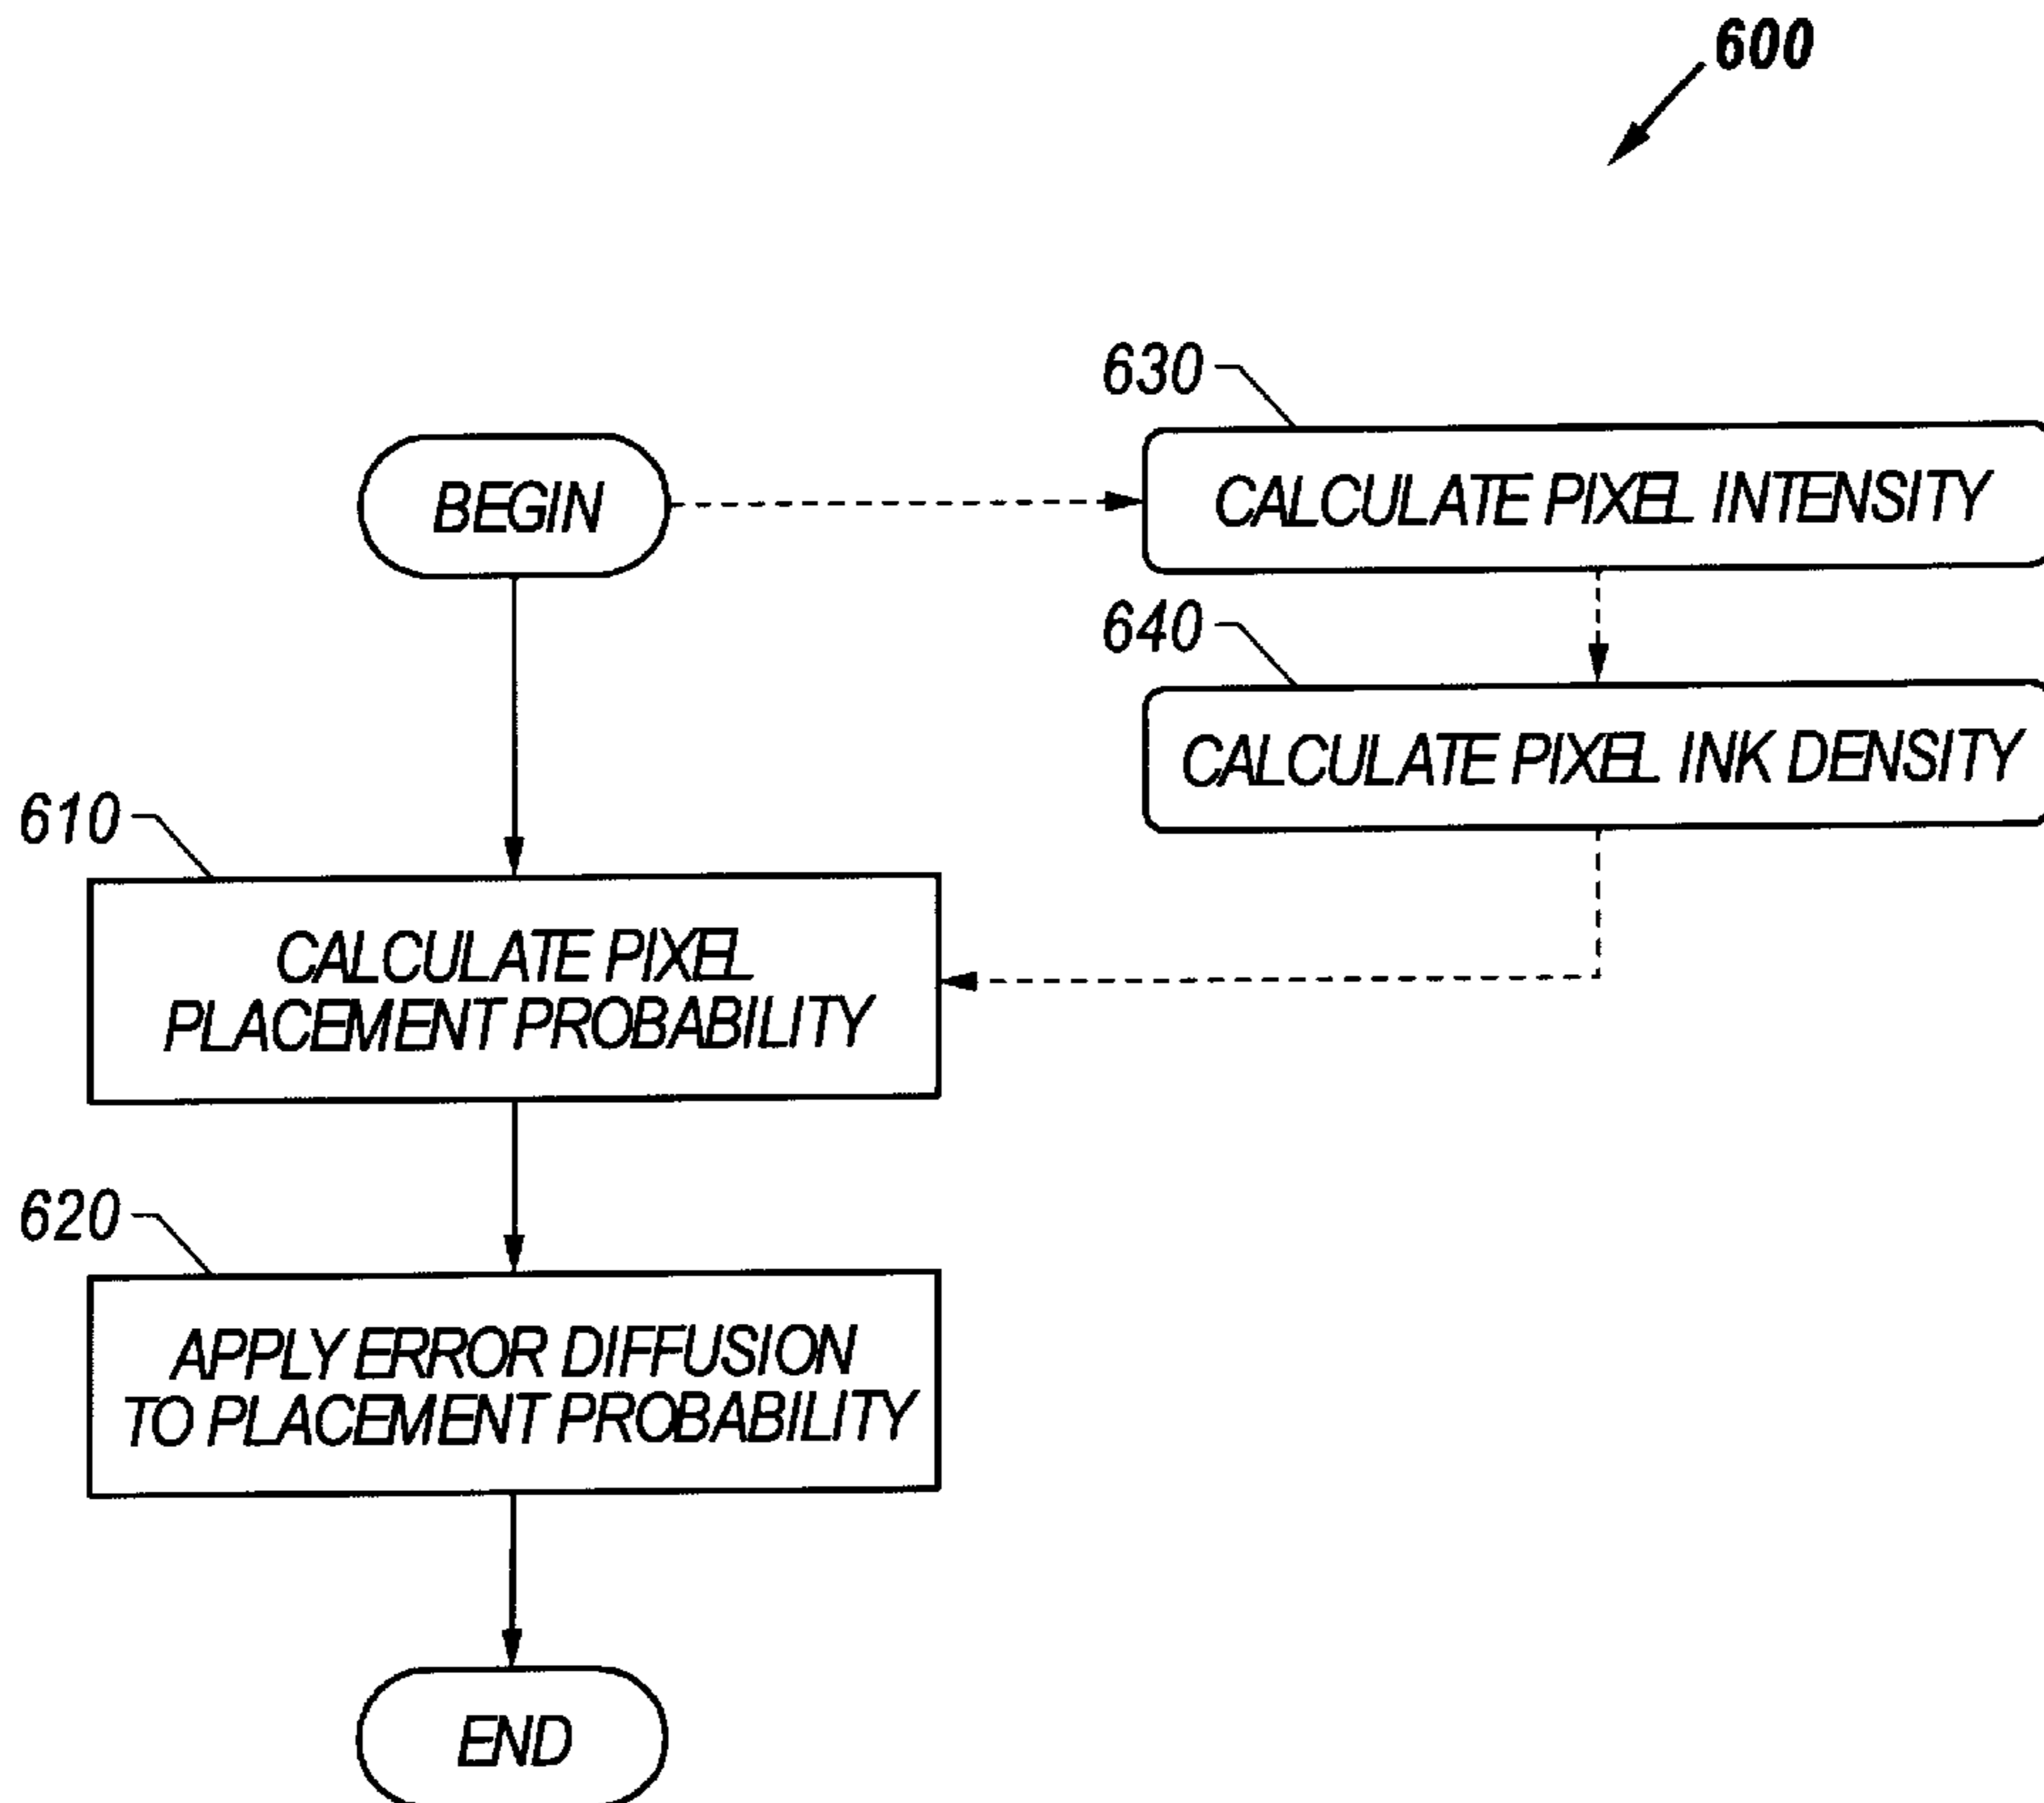 600
630
BEGIN
CALCULATE PIXEL INTENSITY
640
CALCULATE PIXEL INK DENSITY
610
CALCULATE PIXEL
PLACEMENT PROBABILITY
620
APPLY ERROR DIFFUSION
TO PLACEMENT PROBABILITY
END